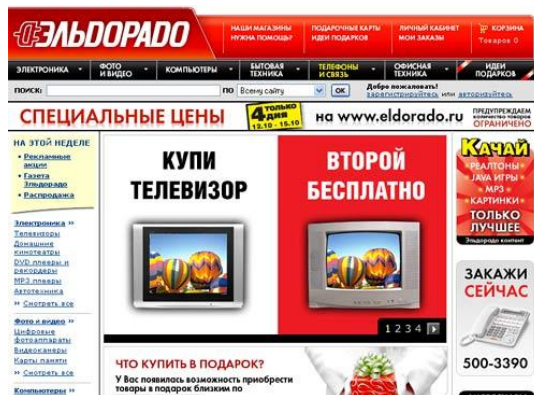 ЭЛЬДОРАДО
НАШИ МАГАЗИНЫ
НУЖНА ПОМОЩЬ?
ПОДАРОЧНЫЕ КАРТЫ
ИДЕИ ПОДАРКОВ
ЛИЧНЫЙ КАБИНЕТ
МОИ ЗАКАЗЫ
КОРЗИНА
Товаров 0
ЭЛЕКТРОНИКА
ФОТО
И ВИДЕО
КОМПЬЮТЕРЫ
БЫТОВАЯ
ТЕХНИКА
ТЕЛЕФОНЫ
И СВЯЗЬ
ОФИСНАЯ
ТЕХНИКА
ИДЕИ
ПОДАРКОВ
ПОИСК:
ПО
Всему сайту
ОК
Добро пожаловать!
зарегистрируйтесь или авторизуйтесь
СПЕЦИАЛЬНЫЕ ЦЕНЫ
4 ТОЛЬКО
ДНЯ
12.10 - 15.10
на www.eldorado.ru
ПРЕДУПРЕЖДАЕМ
количество товаров
ОГРАНИЧЕНО
НА ЭТОЙ НЕДЕЛЕ
• Рекламные
акции
• Газета
Эльдорадо
• Распродажа
Электроника »
Телевизоры
Домашние
кинотеатры
DVD плееры и
рекордеры
MP3 плееры
Автотехника
» Смотреть все
Фото и видео »
Цифровые
фотоаппараты
Видеокамеры
Карты памяти
» Смотреть все
Компьютеры »
КУПИ
ТЕЛЕВИЗОР
ВТОРОЙ
БЕСПЛАТНО
1 2 3 4
ЧТО КУПИТЬ В ПОДАРОК?
У Вас появилась возможность приобрести
товары в подарок близким по
Качай
• РЕАЛТОНЫ •
• JAVA ИГРЫ •
• MP3 •
• КАРТИНКИ •
ТОЛЬКО
ЛУЧШЕЕ
Эльдорадо контент
ЗАКАЖИ
СЕЙЧАС
500-3390